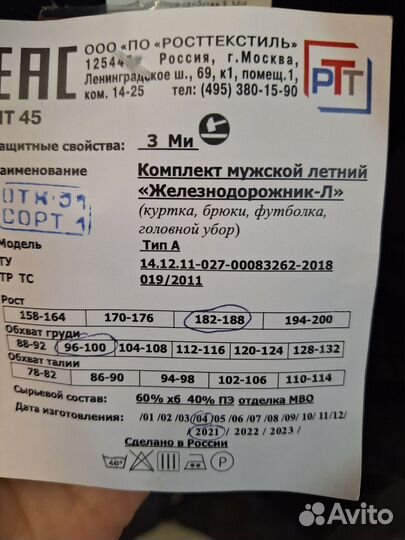 EAC
ООО «ПО «РОСТТЕКСТИЛЬ»
Россия, г.Москва,
Ленинградское ш., 69, к1, помещ.1,
ком. 14-25 тел: (495) 380-15-90
РТТ
ИТ 45
ащитные свойства: З Ми
аименование Комплект мужской летний
«Железнодорожник-Л»
(куртка, брюки, футболка,
головной убор)
ОТК 31
СОРТ 1
Модель Тип А
ТУ 14.12.11-027-00083262-2018
ТР ТС 019/2011
Рост
158-164 170-176 182-188 194-200
Обхват груди
88-92 96-100 104-108 112-116 120-124 128-132
Обхват талии
78-82 86-90 94-98 102-106 110-114
Сырьевой состав: 60% хб 40% ПЭ отделка МВО
Дата изготовления: /01 /02 /03 /04 /05 /06 /07 /08 /09/ 10/ 11/ 12/
/ 2021 / 2022 / 2023 /
Сделано в России
40° P
Avito